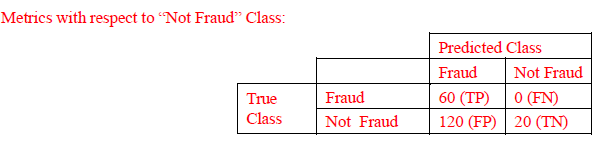 Metrics with respect to “Not Fraud” Class:
Predicted Class
Fraud Not Fraud
True Class Fraud 60 (TP) 0 (FN)
Not Fraud 120 (FP) 20 (TN)